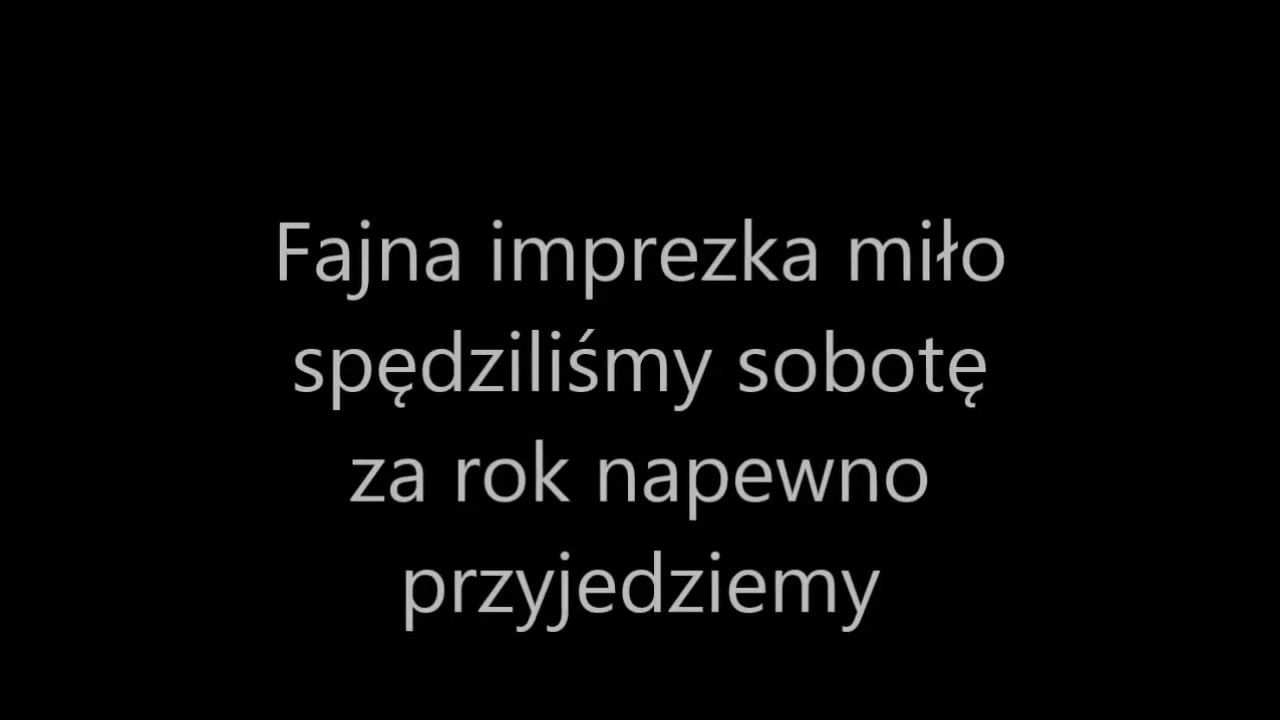 Fajna imprezka miło
spędziliśmy sobotę
za rok napewno
przyjedziemy